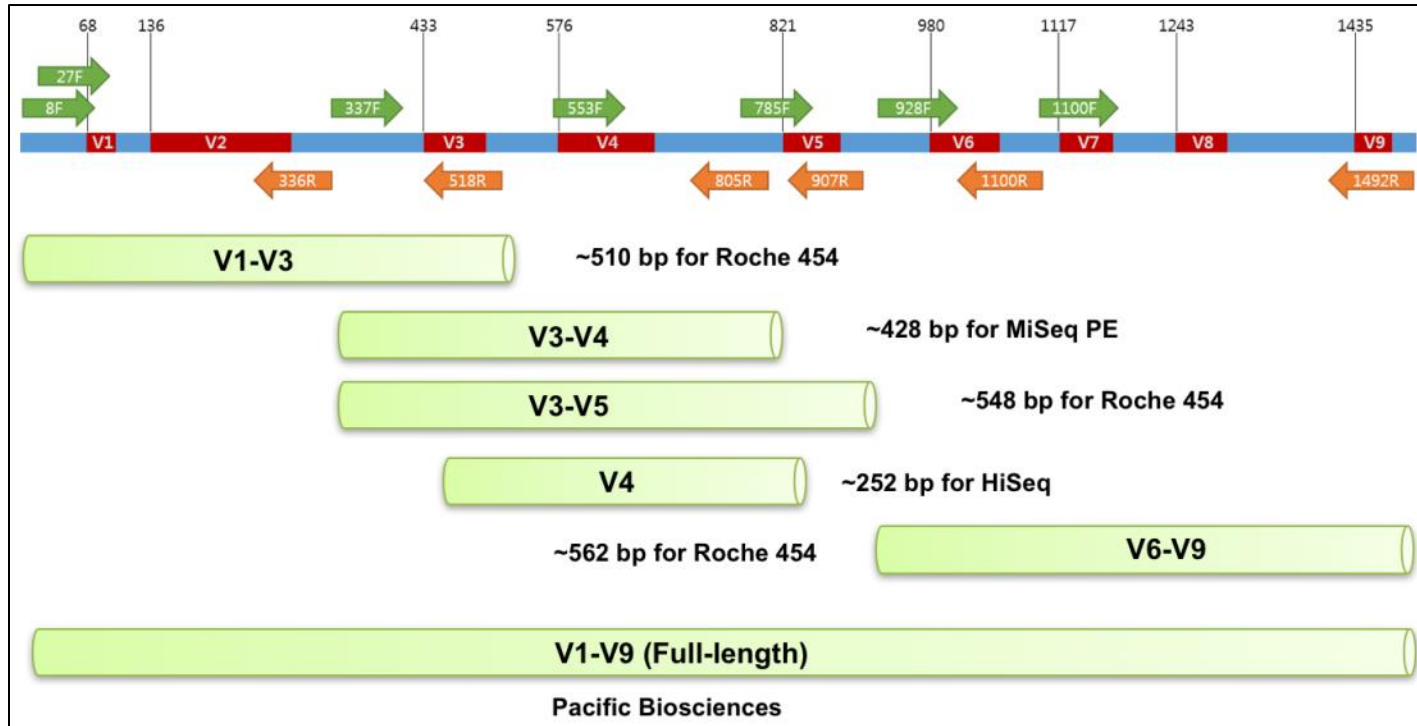 68 136 433 576 821 980 1117 1243 1435
27F
8F 337F 553F 785F 928F 1100F
V1 V2 V3 V4 V5 V6 V7 V8 V9
336R 518R 805R 907R 1100R 1492R
V1-V3 ~510 bp for Roche 454
V3-V4 ~428 bp for MiSeq PE
V3-V5 ~548 bp for Roche 454
V4 ~252 bp for HiSeq
~562 bp for Roche 454 V6-V9
V1-V9 (Full-length)
Pacific Biosciences